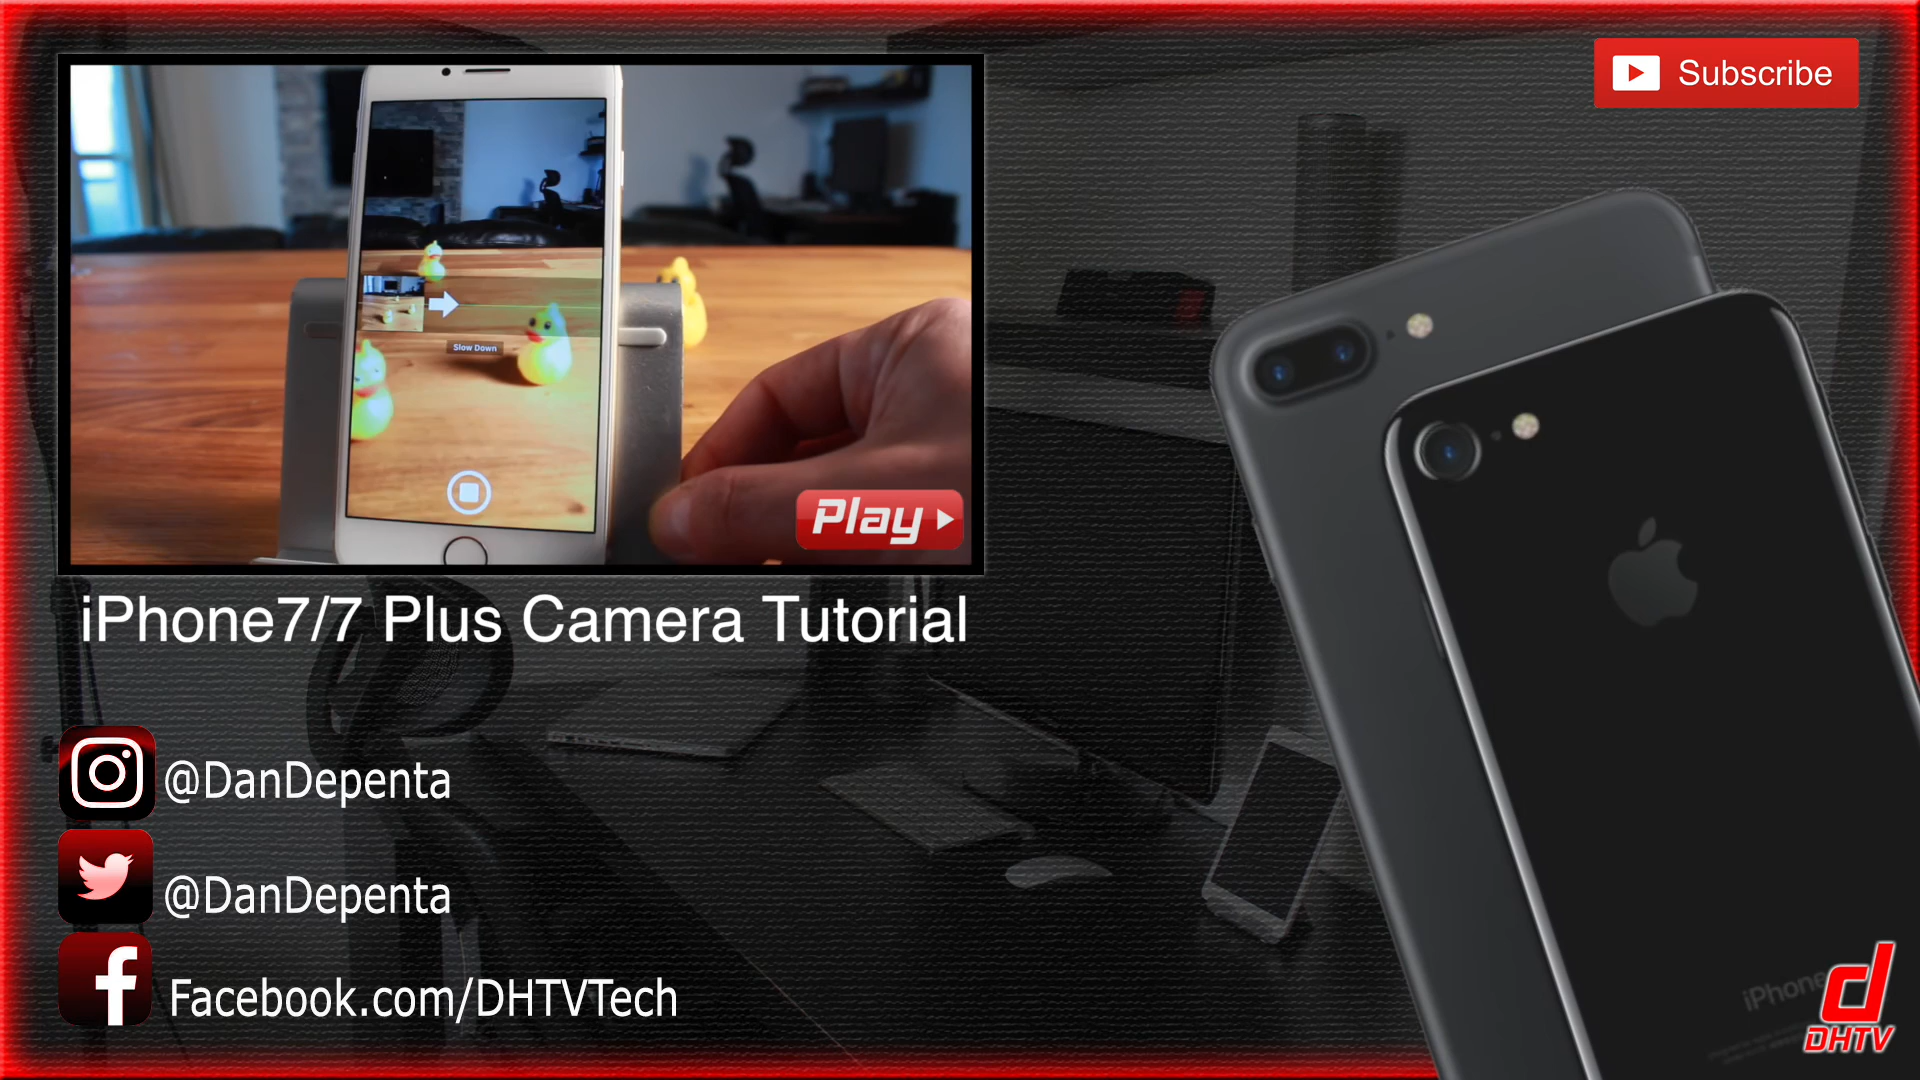 Subscribe
Slow Down
Play
iPhone7/7 Plus Camera Tutorial
@DanDepenta
@DanDepenta
Facebook.com/DHTVTech
iPhone
d
DHTV